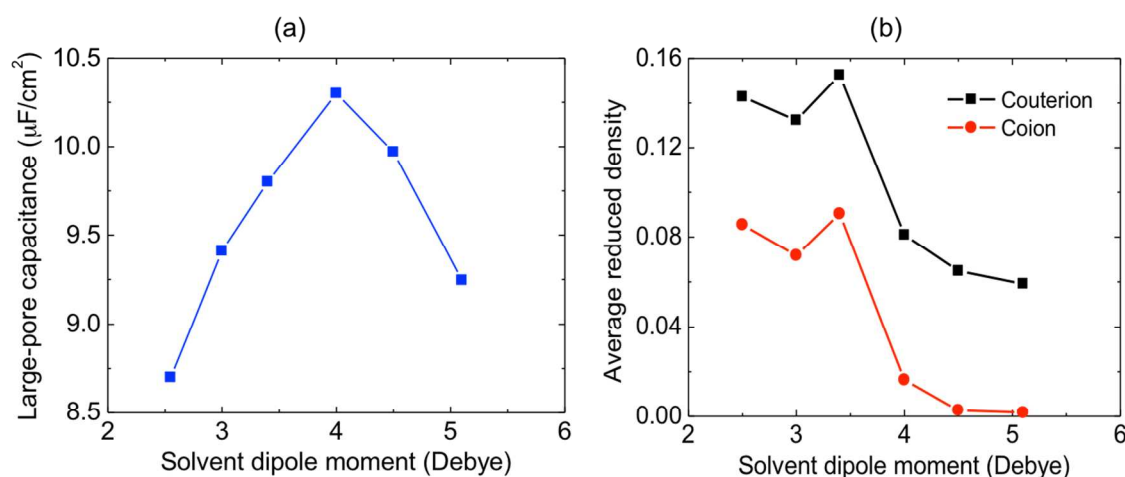 (a)
Large-pore capacitance (μF/cm²)
10.5
10.0
9.5
9.0
8.5
2
3
4
5
6
Solvent dipole moment (Debye)
(b)
Average reduced density
0.16
0.12
0.08
0.04
0.00
Couterion
Coion
2
3
4
5
6
Solvent dipole moment (Debye)